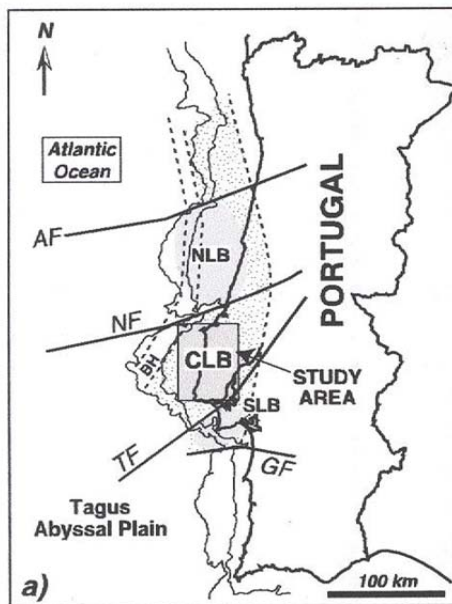 N
Atlantic
Ocean
AF
NLB
PORTUGAL
NF
BH
CLB
STUDY
AREA
SLB
TF
GF
Tagus
Abyssal Plain
a)
100 km